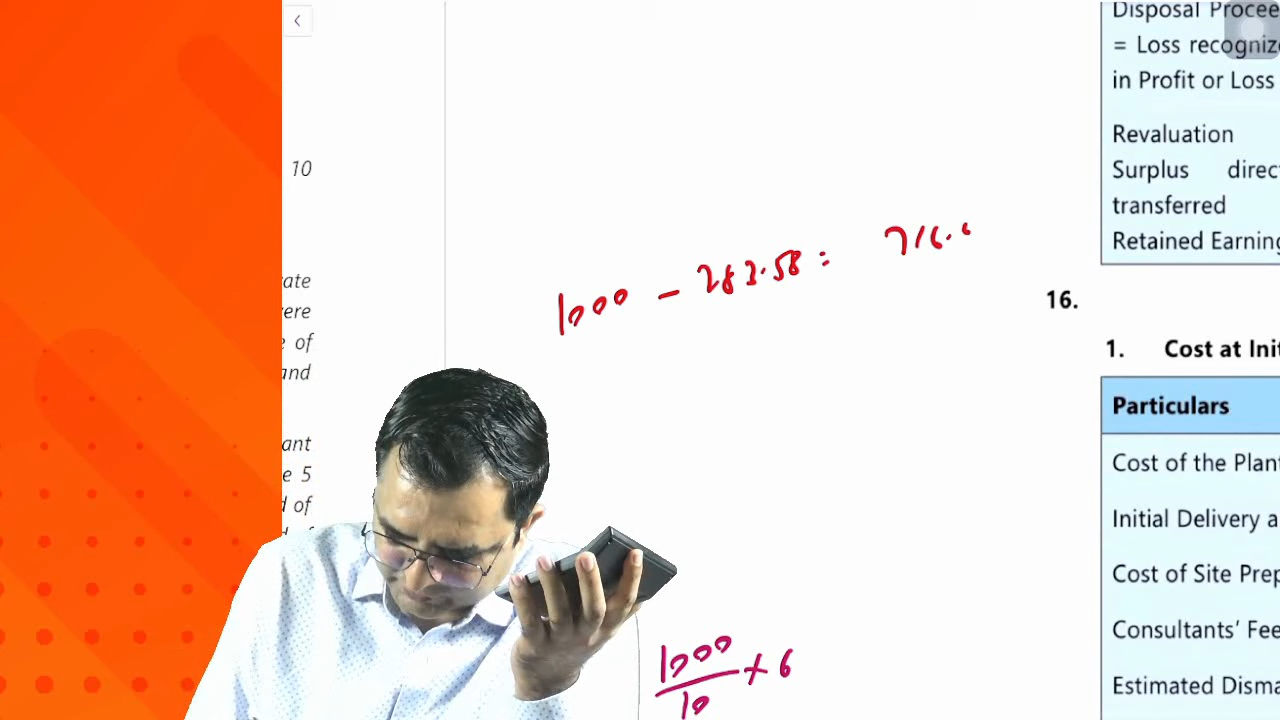 10
ate
ere
e of
and
ant
e 5
d of
1000 - 283.58 = 716.
1000
10 × 6
Disposal Procee
= Loss recognize
in Profit or Loss
Revaluation
Surplus direct
transferred
Retained Earning
16.
1. Cost at Init
Particulars
Cost of the Plant
Initial Delivery a
Cost of Site Prep
Consultants' Fee
Estimated Disma